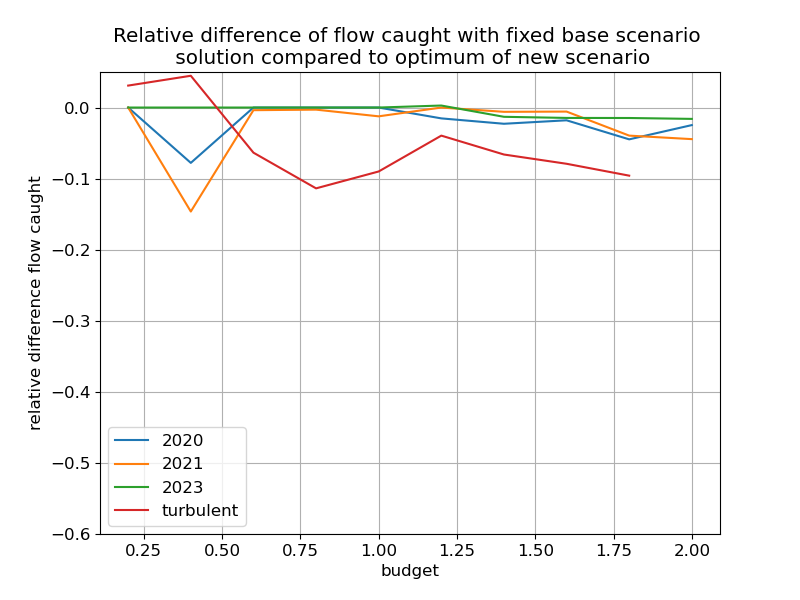 Relative difference of flow caught with fixed base scenario
solution compared to optimum of new scenario
relative difference flow caught
0.0
−0.1
−0.2
−0.3
−0.4
−0.5
−0.6
2020
2021
2023
turbulent
0.25 0.50 0.75 1.00 1.25 1.50 1.75 2.00
budget